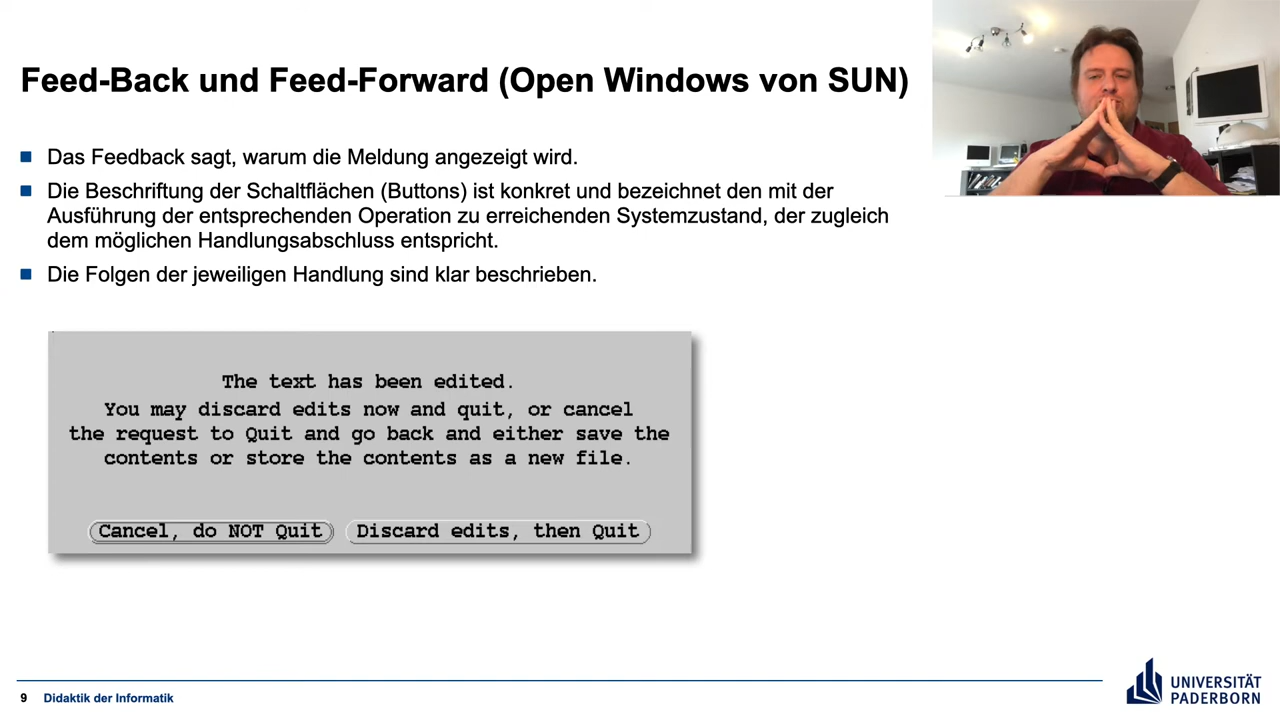 Feed-Back und Feed-Forward (Open Windows von SUN)
Das Feedback sagt, warum die Meldung angezeigt wird.
Die Beschriftung der Schaltflächen (Buttons) ist konkret und bezeichnet den mit der
Ausführung der entsprechenden Operation zu erreichenden Systemzustand, der zugleich
dem möglichen Handlungsabschluss entspricht.
Die Folgen der jeweiligen Handlung sind klar beschrieben.
The text has been edited.
You may discard edits now and quit, or cancel
the request to Quit and go back and either save the
contents or store the contents as a new file.
Cancel, do NOT Quit Discard edits, then Quit
9 Didaktik der Informatik
UNIVERSITÄT
PADERBORN